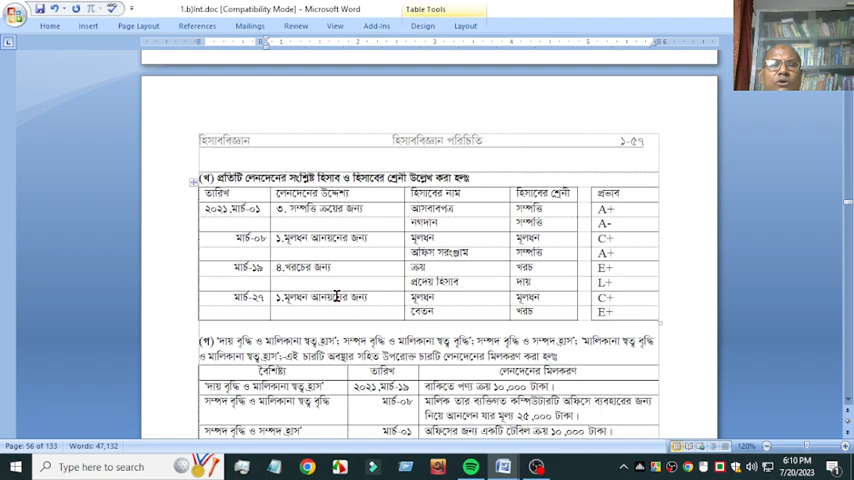 1.b)Int.doc [Compatibility Mode] - Microsoft Word
Table Tools
Home Insert Page Layout References Mailings Review View Add-Ins Design Layout
হিসাববিজ্ঞান হিসাববিজ্ঞান পরিচিতি ১-৫৭
(খ) প্রতিটি লেনদেনের সংশ্লিষ্ট হিসাব ও হিসাবের শ্রেনী উল্লেখ করা হলঃ
তারিখ লেনদেনের উদ্দেশ্য হিসাবের নাম হিসাবের শ্রেনী প্রভাব
২০২১,মার্চ-০১ ৩. সম্পত্তি ক্রয়ের জন্য আসবাবপত্র সম্পত্তি A+
নগদান সম্পত্তি A-
মার্চ-০৮ ১.মূলধন আনয়নের জন্য মূলধন মূলধন C+
অফিস সরংঞ্জাম সম্পত্তি A+
মার্চ-১৯ ৪.খরচের জন্য ক্রয় খরচ E+
প্রদেয় হিসাব দায় L+
মার্চ-২৭ ১.মূলধন আনয়নের জন্য মূলধন মূলধন C+
বেতন খরচ E+
(গ) 'দায় বৃদ্ধি ও মালিকানা স্বত্ব হ্রাস'; সম্পদ বৃদ্ধি ও মালিকানা স্বত্ব বৃদ্ধি'; সম্পদ বৃদ্ধি ও সম্পদ হ্রাস'; 'মালিকানা স্বত্ব বৃদ্ধি
ও মালিকানা স্বত্ব হ্রাস';-এই চারটি অবস্থার সহিত উপরোক্ত চারটি লেনদেনের মিলকরণ করা হলঃ
বৈশিষ্ট্য তারিখ লেনদেনের মিলকরণ
'দায় বৃদ্ধি ও মালিকানা স্বত্ব হ্রাস' ২০২১,মার্চ-১৯ বাকিতে পণ্য ক্রয় ১০,০০০ টাকা।
সম্পদ বৃদ্ধি ও মালিকানা স্বত্ব বৃদ্ধি মার্চ-০৮ মালিক তার ব্যক্তিগত কম্পিউটারটি অফিসে ব্যবহারের জন্য
নিয়ে আনলেন যার মূল্য ২৫,০০০ টাকা।
সম্পদ বৃদ্ধি ও সম্পদ হ্রাস' মার্চ-০১ অফিসের জন্য একটি টেবিল ক্রয় ১০,০০০ টাকা।
Page: 56 of 133 Words: 47,132 120%
Type here to search
6:10 PM
7/20/2023